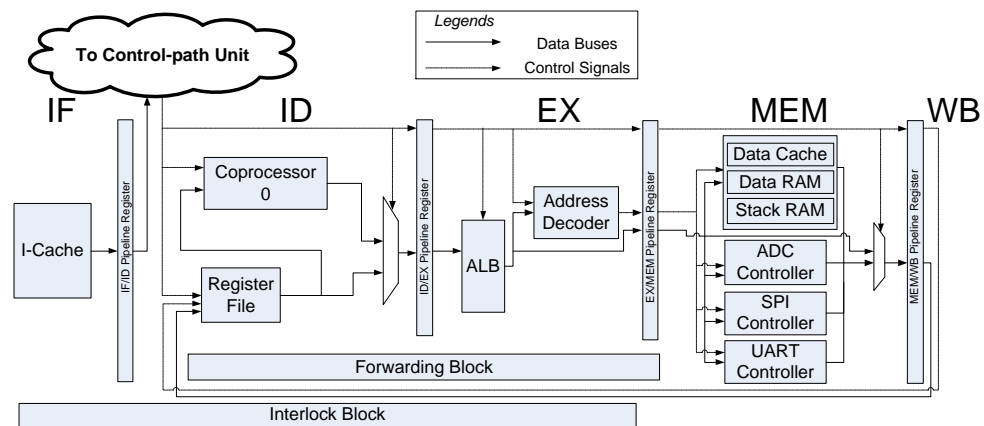 Legends
Data Buses
Control Signals
To Control-path Unit
IF
ID
EX
MEM
WB
I-Cache
IF/ID Pipeline Register
Coprocessor
0
Register
File
ID/EX Pipeline Register
ALB
Address
Decoder
EX/MEM Pipeline Register
Data Cache
Data RAM
Stack RAM
ADC
Controller
SPI
Controller
UART
Controller
MEM/WB Pipeline Register
Forwarding Block
Interlock Block